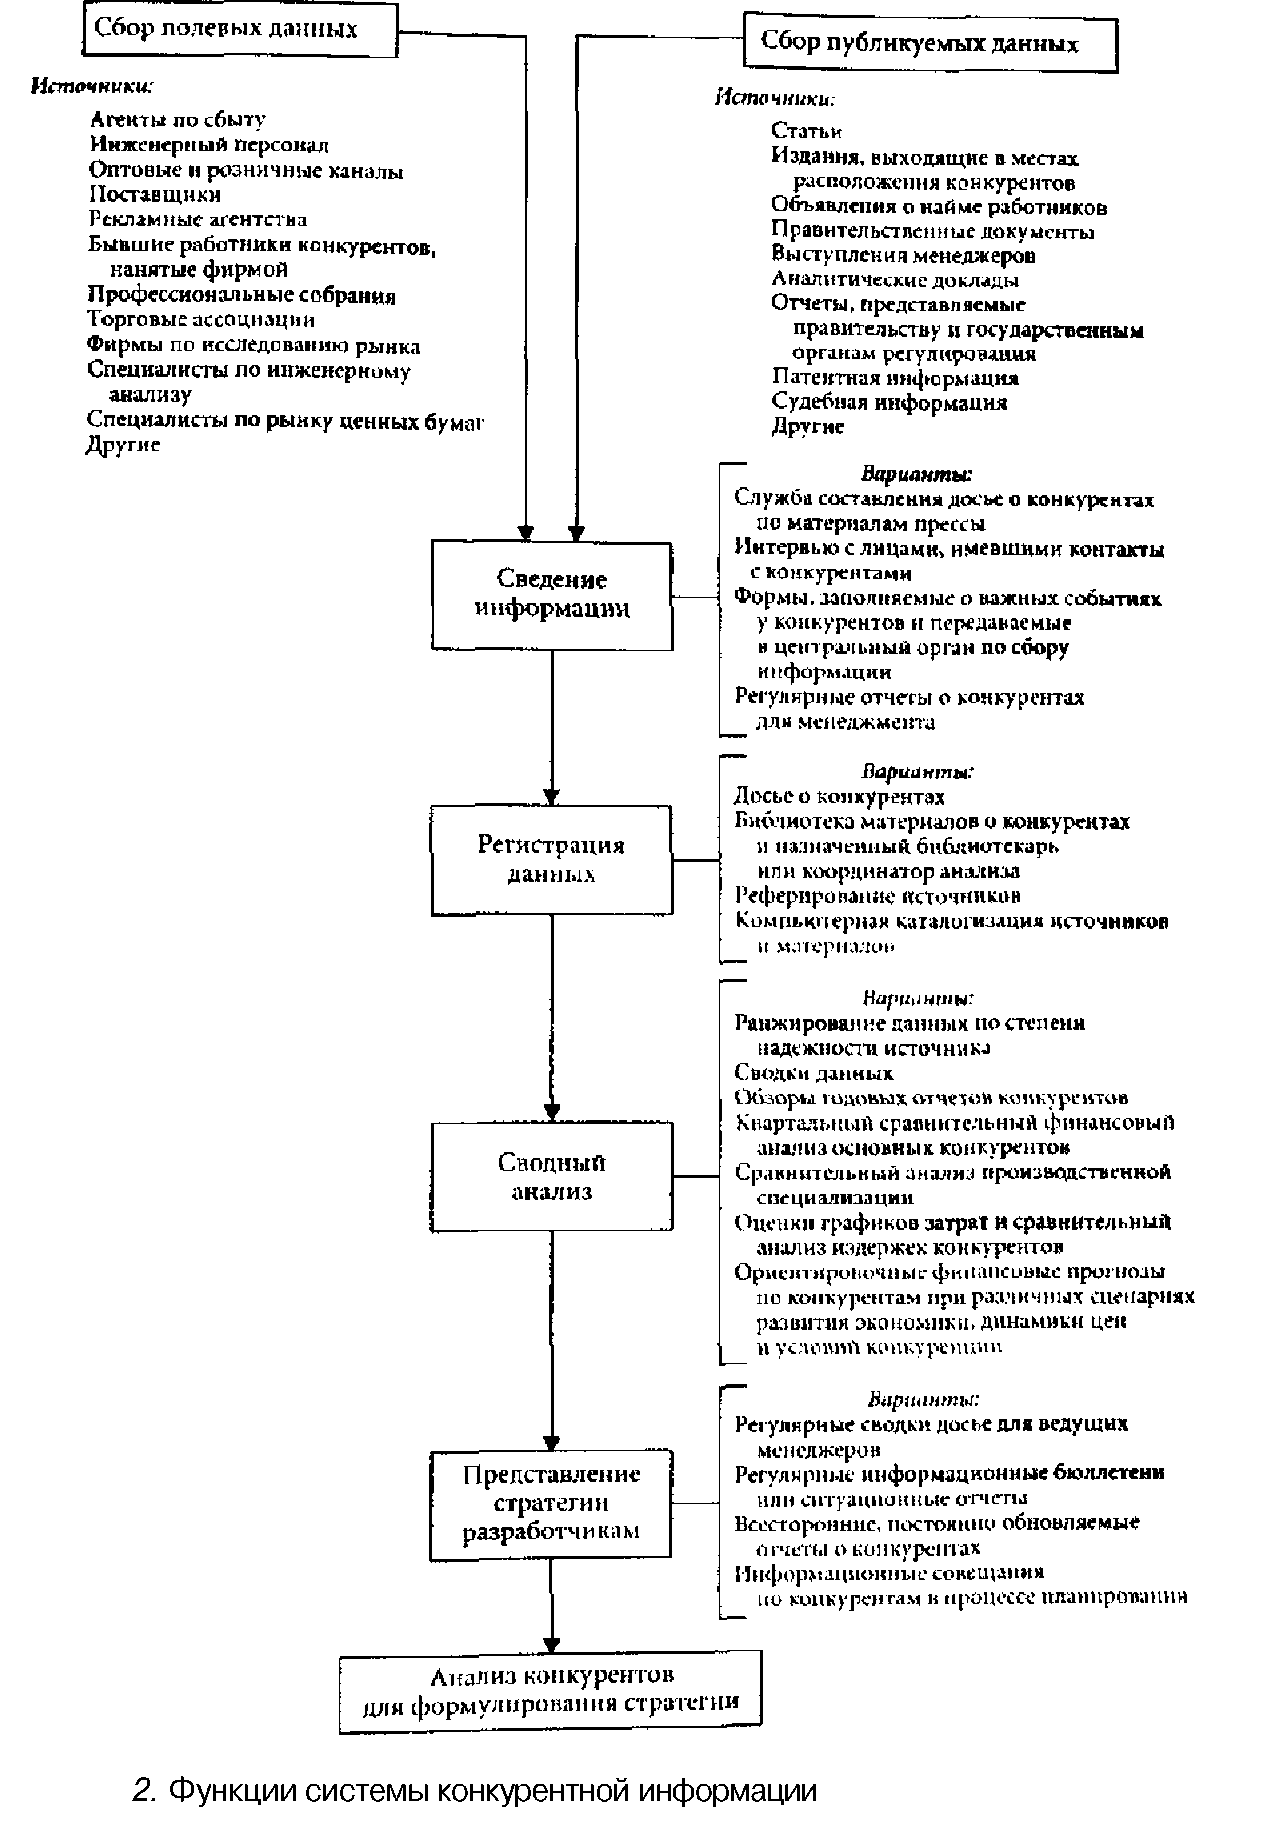 Сбор полевых данных
Источники:
Агенты по сбыту
Инженерный персонал
Оптовые и розничные каналы
Поставщики
Рекламные агентства
Бывшие работники конкурентов,
нанятые фирмой
Профессиональные собрания
Торговые ассоциации
Фирмы по исследованию рынка
Специалисты по инженерному
анализу
Специалисты по рынку ценных бумаг
Другие
Сбор публикуемых данных
Источники:
Статьи
Издания, выходящие в местах
расположения конкурентов
Объявления о найме работников
Правительственные документы
Выступления менеджеров
Аналитические доклады
Отчеты, представляемые
правительству и государственным
органам регулирования
Патентная информация
Судебная информация
Другие
Сведение
информации
Варианты:
Служба составления досье о конкурентах
по материалам прессы
Интервью с лицами, имевшими контакты
с конкурентами
Формы, заполняемые о важных событиях
у конкурентов и передаваемые
в центральный орган по сбору
информации
Регулярные отчеты о конкурентах
для менеджмента
Регистрация
данных
Варианты:
Досье о конкурентах
Библиотека материалов о конкурентах
и назначенный библиотекарь
или координатор анализа
Реферирование источников
Компьютерная каталогизация источников
и материалов
Сводный
анализ
Варианты:
Ранжирование данных по степени
надежности источника
Сводки данных
Обзоры годовых отчетов конкурентов
Квартальный сравнительный финансовый
анализ основных конкурентов
Сравнительный анализ производственной
специализации
Оценки графиков затрат и сравнительный
анализ издержек конкурентов
Ориентировочные финансовые прогнозы
по конкурентам при различных сценариях
развития экономики, динамики цен
и условий конкуренции
Представление
стратегии
разработчикам
Варианты:
Регулярные сводки досье для ведущих
менеджеров
Регулярные информационные бюллетени
или ситуационные отчеты
Всесторонние, постоянно обновляемые
отчеты о конкурентах
Информационные совещания
по конкурентам в процессе планирования
Анализ конкурентов
для формулирования стратегии
2. Функции системы конкурентной информации